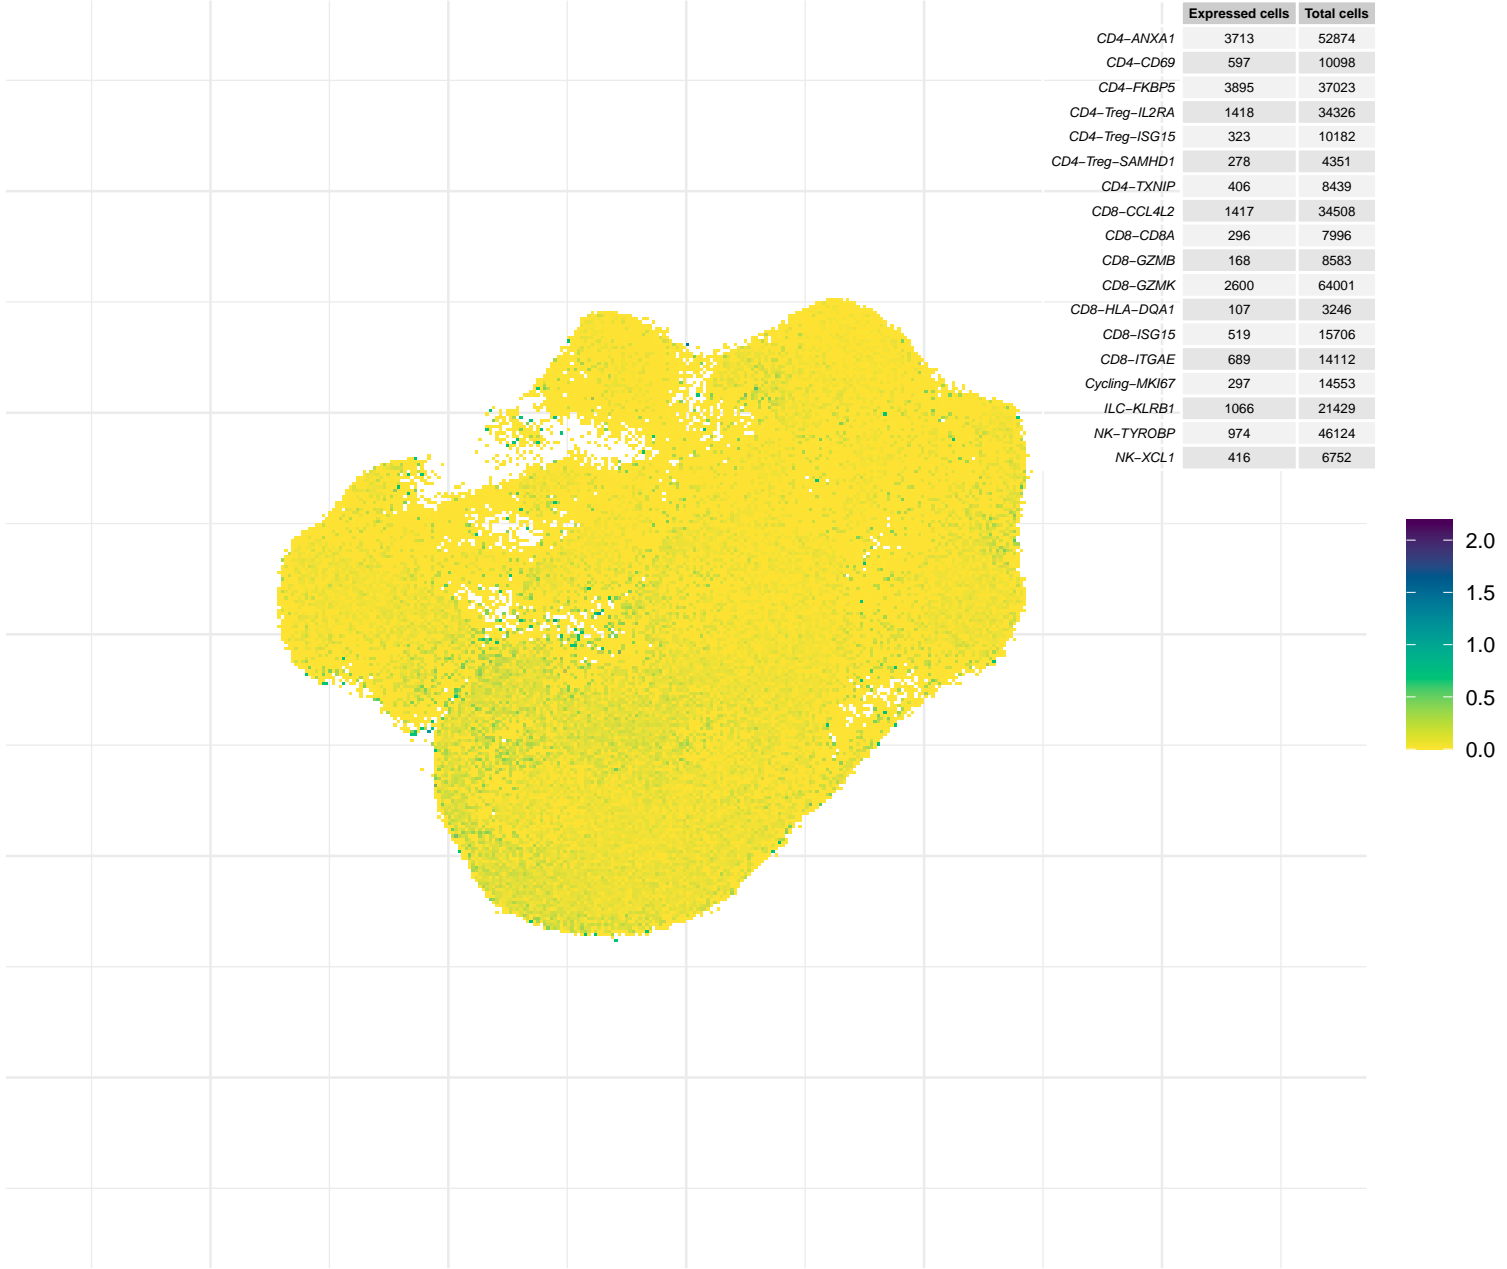 Expressed cells Total cells
CD4−ANXA1 3713 52874
CD4−CD69 597 10098
CD4−FKBP5 3895 37023
CD4−Treg−IL2RA 1418 34326
CD4−Treg−ISG15 323 10182
CD4−Treg−SAMHD1 278 4351
CD4−TXNIP 406 8439
CD8−CCL4L2 1417 34508
CD8−CD8A 296 7996
CD8−GZMB 168 8583
CD8−GZMK 2600 64001
CD8−HLA−DQA1 107 3246
CD8−ISG15 519 15706
CD8−ITGAE 689 14112
Cycling−MKI67 297 14553
ILC−KLRB1 1066 21429
NK−TYROBP 974 46124
NK−XCL1 416 6752
2.0
1.5
1.0
0.5
0.0